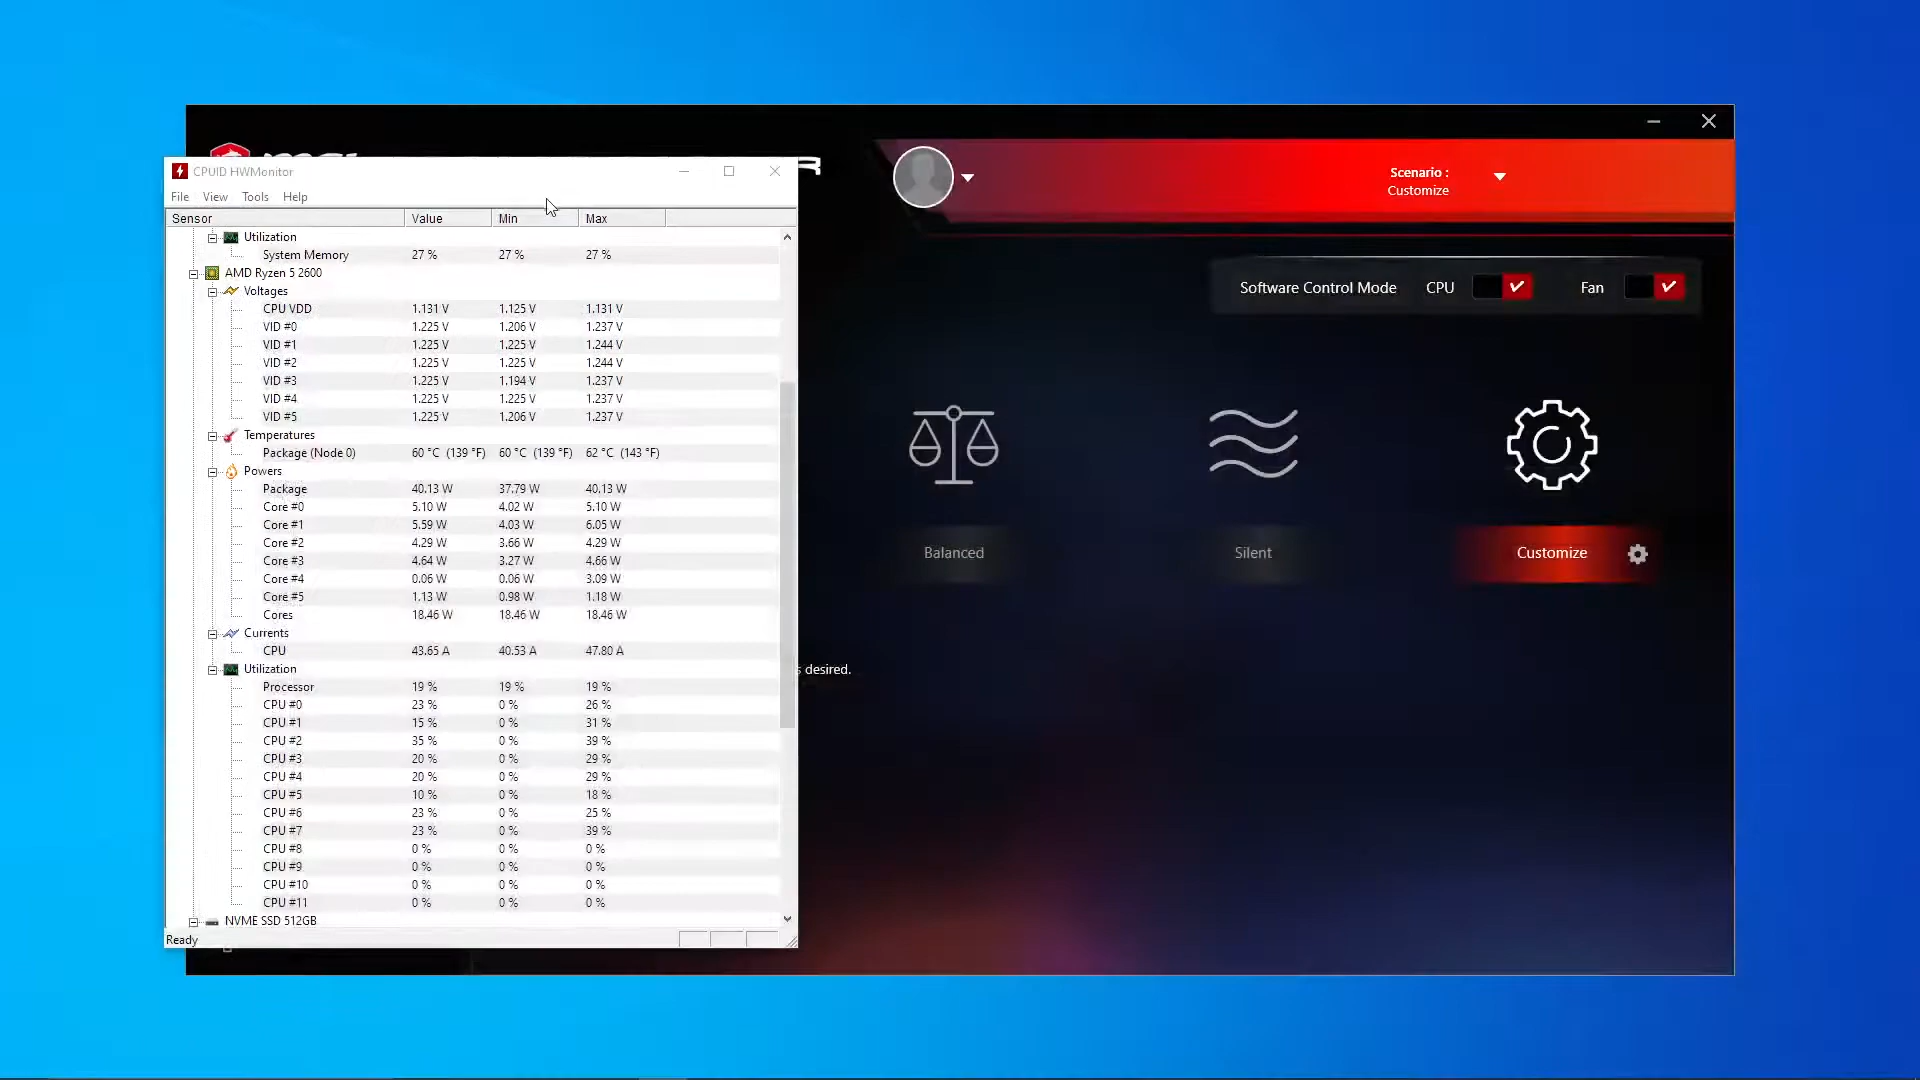 CPUID HWMonitor
File View Tools Help
Sensor Value Min Max
Utilization
System Memory 27 % 27 % 27 %
AMD Ryzen 5 2600
Voltages
CPU VDD 1.131 V 1.125 V 1.131 V
VID #0 1.225 V 1.206 V 1.237 V
VID #1 1.225 V 1.225 V 1.244 V
VID #2 1.225 V 1.225 V 1.244 V
VID #3 1.225 V 1.194 V 1.237 V
VID #4 1.225 V 1.225 V 1.237 V
VID #5 1.225 V 1.206 V 1.237 V
Temperatures
Package (Node 0) 60 °C (139 °F) 60 °C (139 °F) 62 °C (143 °F)
Powers
Package 40.13 W 37.79 W 40.13 W
Core #0 5.10 W 4.02 W 5.10 W
Core #1 5.59 W 4.03 W 6.05 W
Core #2 4.29 W 3.66 W 4.29 W
Core #3 4.64 W 3.27 W 4.66 W
Core #4 0.06 W 0.06 W 3.09 W
Core #5 1.13 W 0.98 W 1.18 W
Cores 18.46 W 18.46 W 18.46 W
Currents
CPU 43.65 A 40.53 A 47.80 A
Utilization
Processor 19 % 19 % 19 %
CPU #0 23 % 0 % 26 %
CPU #1 15 % 0 % 31 %
CPU #2 35 % 0 % 39 %
CPU #3 20 % 0 % 29 %
CPU #4 20 % 0 % 29 %
CPU #5 10 % 0 % 18 %
CPU #6 23 % 0 % 25 %
CPU #7 23 % 0 % 39 %
CPU #8 0 % 0 % 0 %
CPU #9 0 % 0 % 0 %
CPU #10 0 % 0 % 0 %
CPU #11 0 % 0 % 0 %
NVME SSD 512GB
Ready
Scenario :
Customize
Software Control Mode CPU Fan
Balanced Silent Customize
desired.